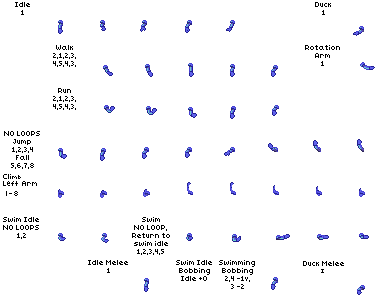 Idle
1
Duck
1
Walk
2,1,2,3,
4,5,4,3,
Rotation
Arm
1
Run
2,1,2,3,
4,5,4,3,
NO LOOPS
Jump
1,2,3,4
Fall
5,6,7,8
Climb
Left Arm
1-8
Swim Idle
NO LOOPS
1,2
Swim
NO LOOP,
Return to
swim idle
1,2,3,4,5
Idle Melee
1
Swim Idle
Bobbing
Idle +0
Swimming
Bobbing
2,4 -1v,
3 -2
Duck Melee
1